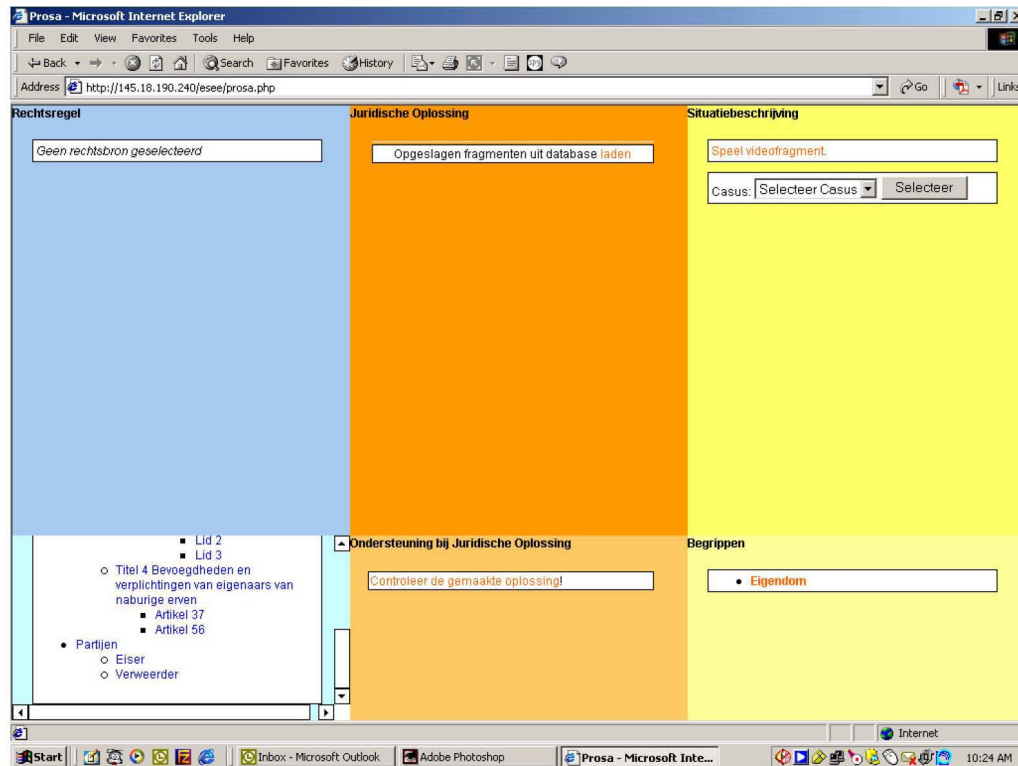 Prosa - Microsoft Internet Explorer
File Edit View Favorites Tools Help
Back Search Favorites History
Address http://145.18.190.240/esee/prosa.php Go Links
Rechtsregel
Geen rechtsbron geselecteerd
Juridische Oplossing
Opgeslagen fragmenten uit database laden
Situatiebeschrijving
Speel videofragment.
Casus: Selecteer Casus Selecteer
Lid 2
Lid 3
Titel 4 Bevoegdheden en
verplichtingen van eigenaars van
naburige erven
Artikel 37
Artikel 56
Partijen
Eiser
Verweerder
Ondersteuning bij Juridische Oplossing
Controleer de gemaakte oplossing!
Begrippen
Eigendom
Internet
Start Inbox - Microsoft Outlook Adobe Photoshop Prosa - Microsoft Inte... 10:24 AM